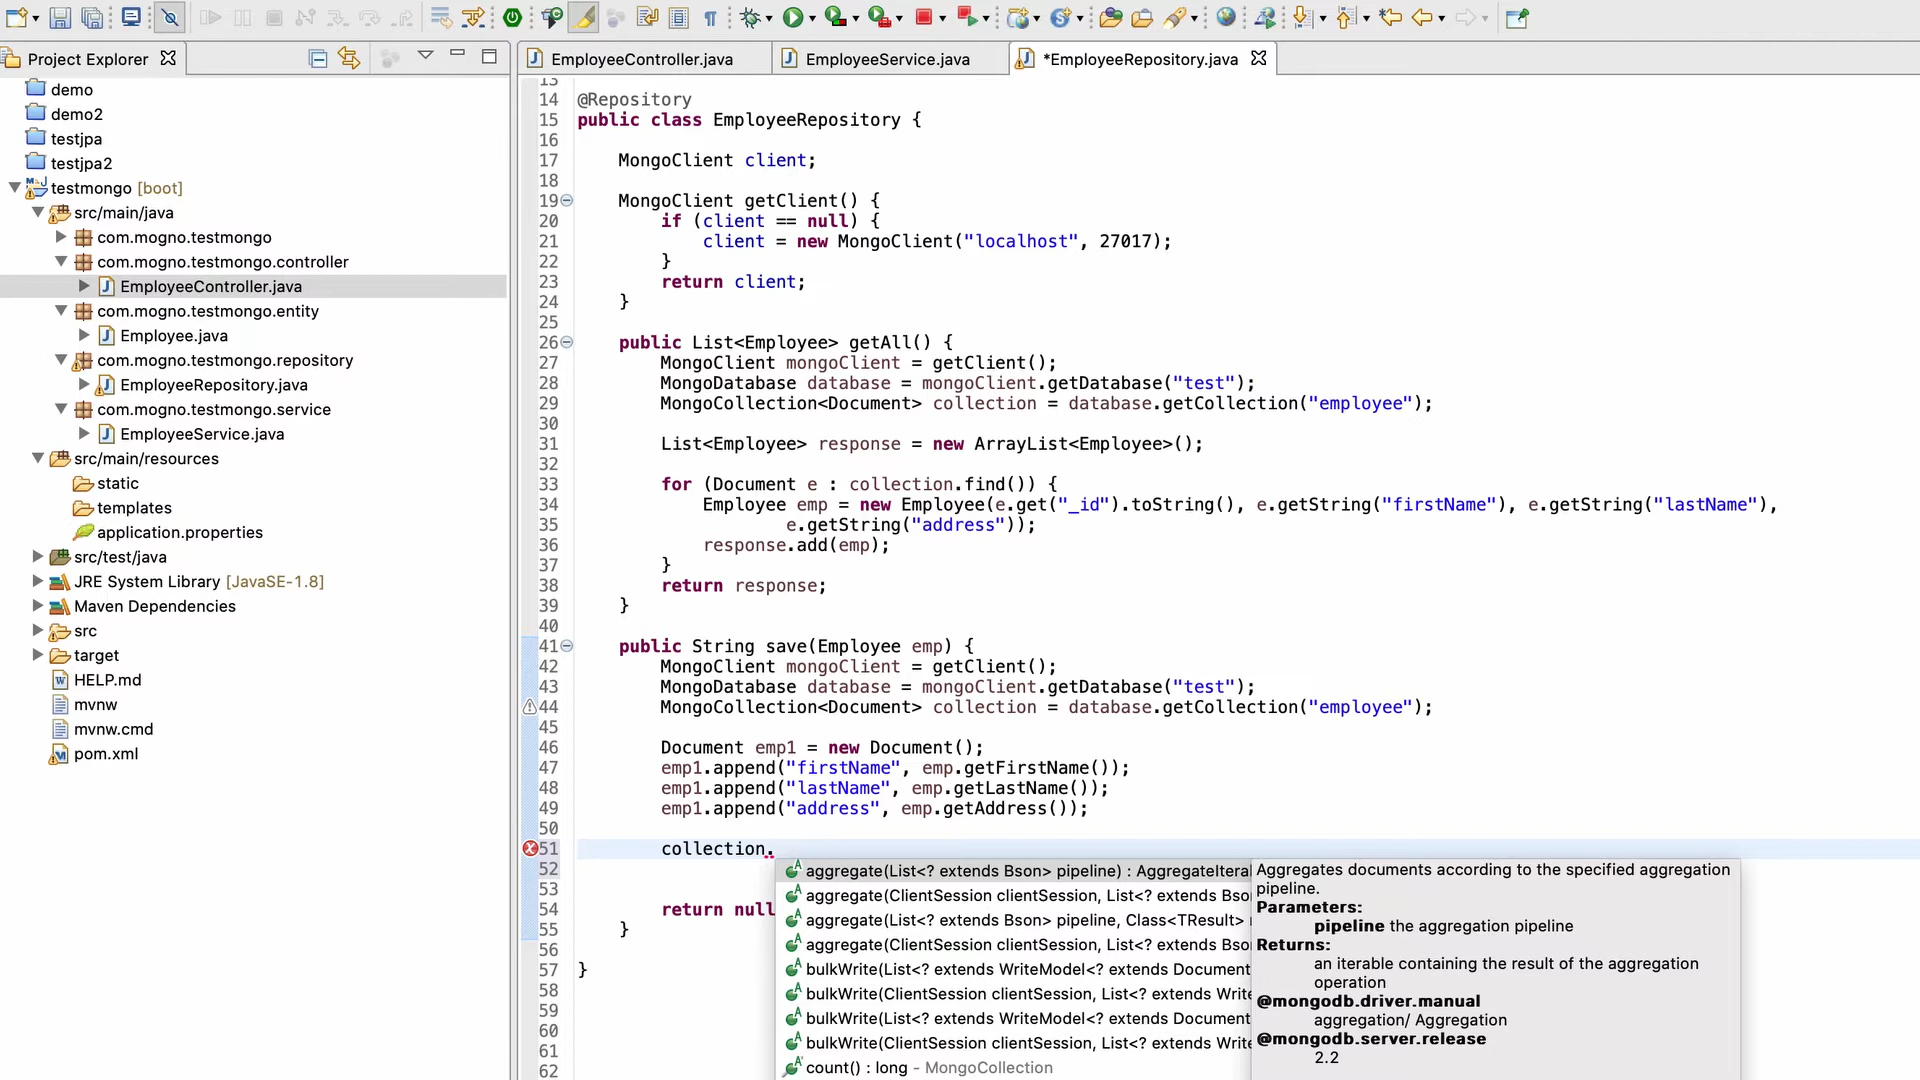 Project Explorer
EmployeeController.java
EmployeeService.java
*EmployeeRepository.java
demo
demo2
testjpa
testjpa2
testmongo [boot]
src/main/java
com.mogno.testmongo
com.mogno.testmongo.controller
EmployeeController.java
com.mogno.testmongo.entity
Employee.java
com.mogno.testmongo.repository
EmployeeRepository.java
com.mogno.testmongo.service
EmployeeService.java
src/main/resources
static
templates
application.properties
src/test/java
JRE System Library [JavaSE-1.8]
Maven Dependencies
src
target
HELP.md
mvnw
mvnw.cmd
pom.xml
13
14 @Repository
15 public class EmployeeRepository {
16
17 MongoClient client;
18
19 MongoClient getClient() {
20 if (client == null) {
21 client = new MongoClient("localhost", 27017);
22 }
23 return client;
24 }
25
26 public List<Employee> getAll() {
27 MongoClient mongoClient = getClient();
28 MongoDatabase database = mongoClient.getDatabase("test");
29 MongoCollection<Document> collection = database.getCollection("employee");
30
31 List<Employee> response = new ArrayList<Employee>();
32
33 for (Document e : collection.find()) {
34 Employee emp = new Employee(e.get("_id").toString(), e.getString("firstName"), e.getString("lastName"),
35 e.getString("address"));
36 response.add(emp);
37 }
38 return response;
39 }
40
41 public String save(Employee emp) {
42 MongoClient mongoClient = getClient();
43 MongoDatabase database = mongoClient.getDatabase("test");
44 MongoCollection<Document> collection = database.getCollection("employee");
45
46 Document emp1 = new Document();
47 emp1.append("firstName", emp.getFirstName());
48 emp1.append("lastName", emp.getLastName());
49 emp1.append("address", emp.getAddress());
50
51 collection.
52
53
54 return null
55 }
56
57 }
58
59
60
61
62
aggregate(List<? extends Bson> pipeline) : AggregateItera
aggregate(ClientSession clientSession, List<? extends Bso
aggregate(List<? extends Bson> pipeline, Class<TResult>
aggregate(ClientSession clientSession, List<? extends Bso
bulkWrite(List<? extends WriteModel<? extends Document
bulkWrite(ClientSession clientSession, List<? extends Write
bulkWrite(List<? extends WriteModel<? extends Document
bulkWrite(ClientSession clientSession, List<? extends Write
count() : long - MongoCollection
Aggregates documents according to the specified aggregation
pipeline.
Parameters:
pipeline the aggregation pipeline
Returns:
an iterable containing the result of the aggregation
operation
@mongodb.driver.manual
aggregation/ Aggregation
@mongodb.server.release
2.2